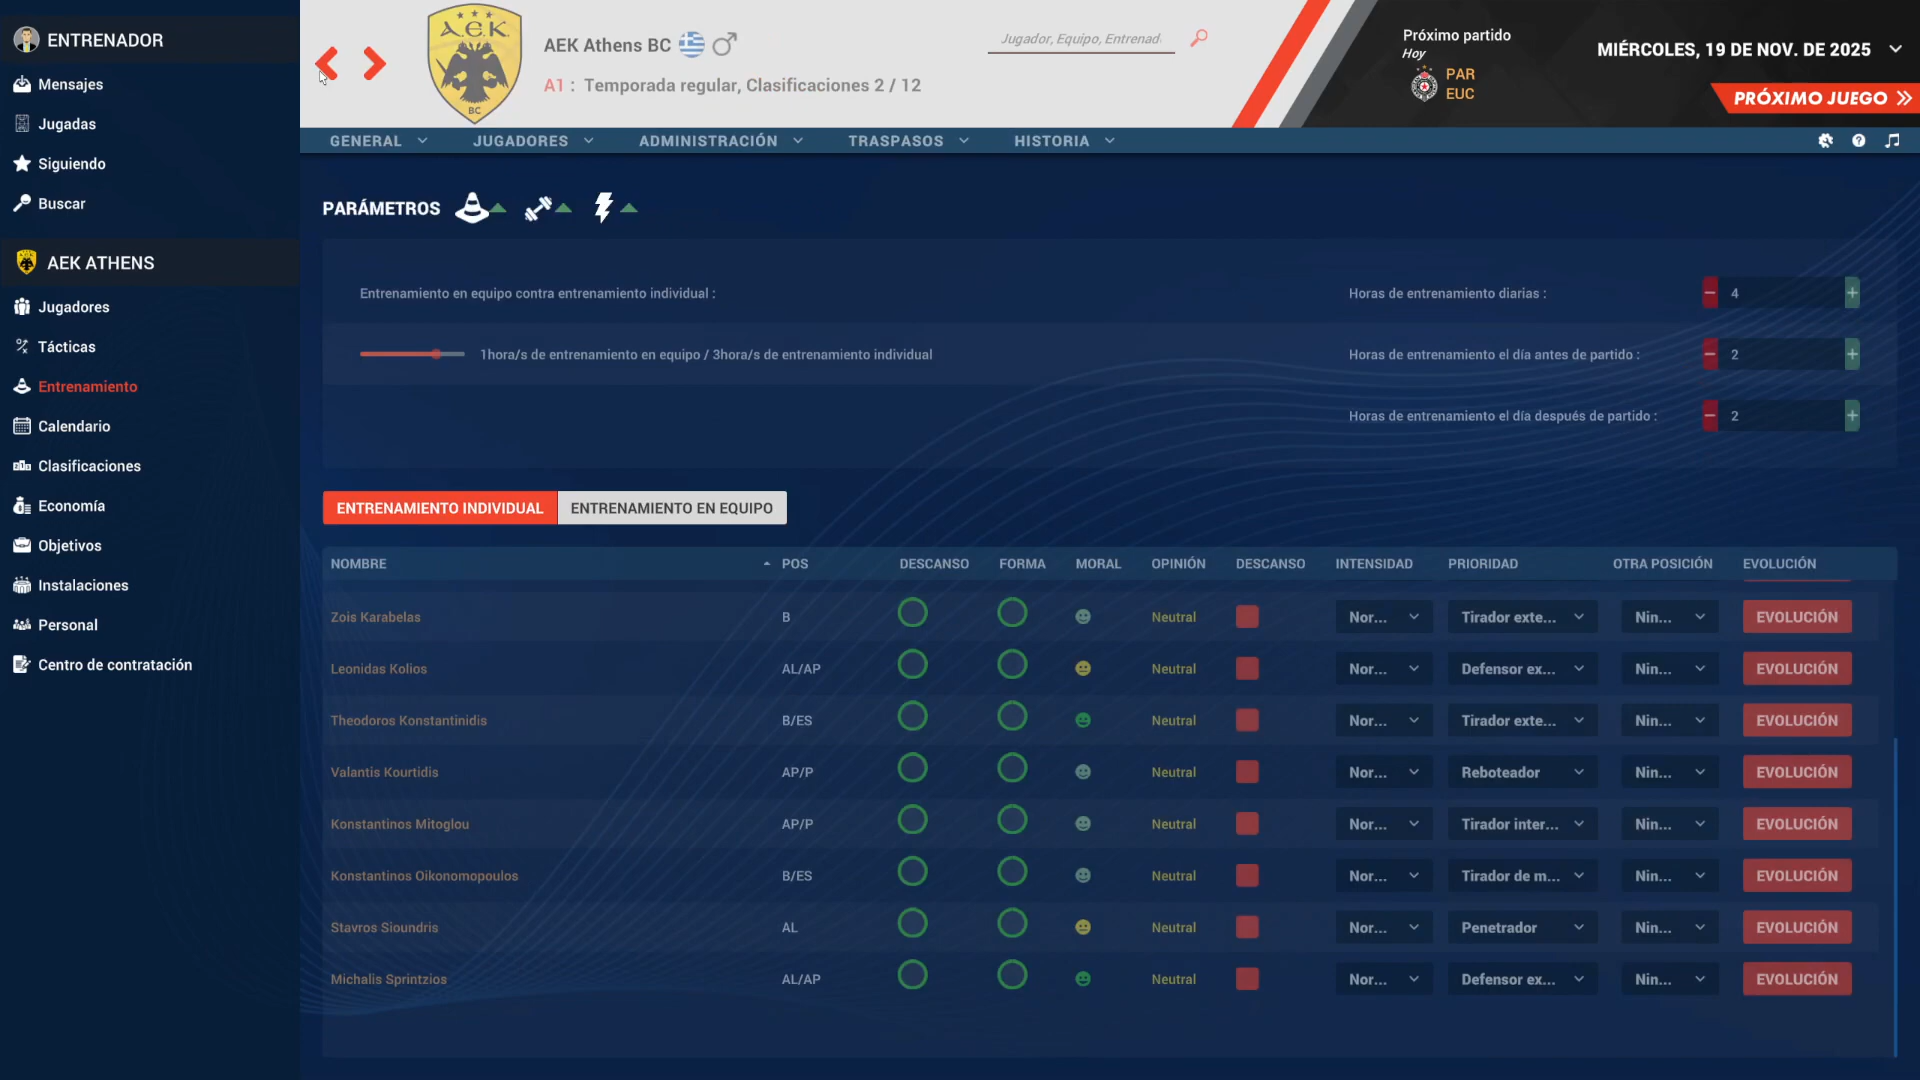 ENTRENADOR
Mensajes
Jugadas
Siguiendo
Buscar
AEK ATHENS
Jugadores
Tácticas
Entrenamiento
Calendario
Clasificaciones
Economía
Objetivos
Instalaciones
Personal
Centro de contratación
A.E.K.
BC
AEK Athens BC
A1 : Temporada regular, Clasificaciones 2 / 12
Jugador, Equipo, Entrenad
Próximo partido
Hoy
PAR
EUC
MIÉRCOLES, 19 DE NOV. DE 2025
PRÓXIMO JUEGO
GENERAL JUGADORES ADMINISTRACIÓN TRASPASOS HISTORIA
PARÁMETROS
Entrenamiento en equipo contra entrenamiento individual :
1hora/s de entrenamiento en equipo / 3hora/s de entrenamiento individual
Horas de entrenamiento diarias : 4
Horas de entrenamiento el día antes de partido : 2
Horas de entrenamiento el día después de partido : 2
ENTRENAMIENTO INDIVIDUAL ENTRENAMIENTO EN EQUIPO
NOMBRE POS DESCANSO FORMA MORAL OPINIÓN DESCANSO INTENSIDAD PRIORIDAD OTRA POSICIÓN EVOLUCIÓN
Zois Karabelas B Neutral Nor... Tirador exte... Nin... EVOLUCIÓN
Leonidas Kolios AL/AP Neutral Nor... Defensor ex... Nin... EVOLUCIÓN
Theodoros Konstantinidis B/ES Neutral Nor... Tirador exte... Nin... EVOLUCIÓN
Valantis Kourtidis AP/P Neutral Nor... Reboteador Nin... EVOLUCIÓN
Konstantinos Mitoglou AP/P Neutral Nor... Tirador inter... Nin... EVOLUCIÓN
Konstantinos Oikonomopoulos B/ES Neutral Nor... Tirador de m... Nin... EVOLUCIÓN
Stavros Sioundris AL Neutral Nor... Penetrador Nin... EVOLUCIÓN
Michalis Sprintzios AL/AP Neutral Nor... Defensor ex... Nin... EVOLUCIÓN